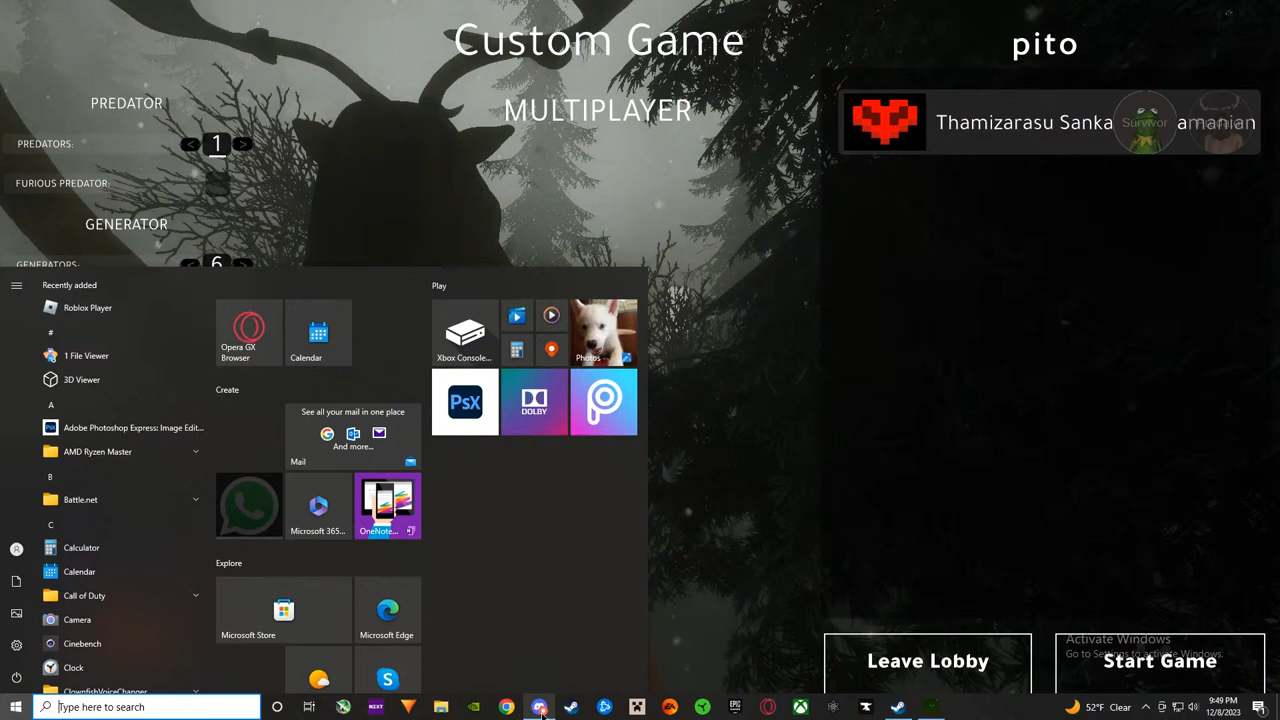 Custom Game
pito
PREDATOR
MULTIPLAYER
PREDATORS:
<
1
>
Thamizarasu Sanka
Survivor
amanian
FURIOUS PREDATOR:
GENERATOR
GENERATORS:
<
6
>
Recently added
Roblox Player
#
1 File Viewer
3D Viewer
A
Adobe Photoshop Express: Image Edit...
AMD Ryzen Master
B
Battle.net
C
Calculator
Calendar
Call of Duty
Camera
Cinebench
Clock
ClownfishVoiceChanger
Opera GX
Browser
Calendar
Create
See all your mail in one place
And more...
Mail
Microsoft 365...
OneNote...
Explore
Microsoft Store
Microsoft Edge
Play
Xbox Console...
Photos
PsX
DOLBY
Leave Lobby
Start Game
Activate Windows
Go to Settings to activate Windows.
Type here to search
NZXT
EPIC
GAMES
52°F Clear
9:49 PM
12/8/2023